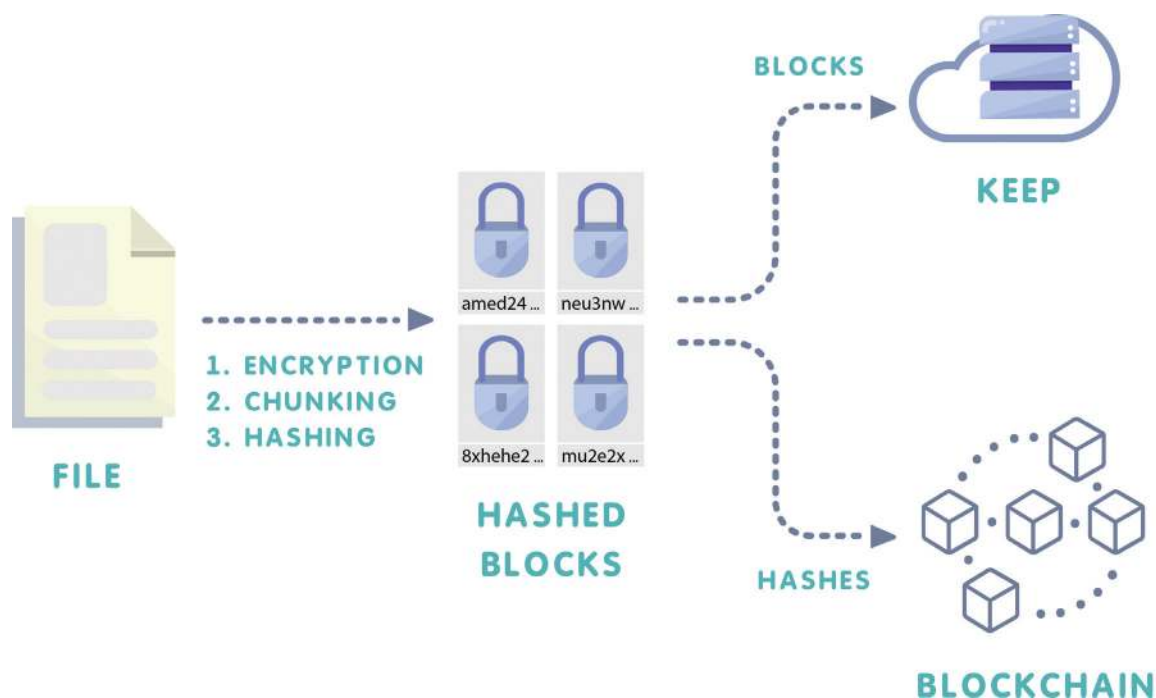 BLOCKS
KEEP
amed24 ...
neu3nw ...
1. ENCRYPTION
2. CHUNKING
3. HASHING
8xhehe2 ...
mu2e2x ...
FILE
HASHED
BLOCKS
HASHES
BLOCKCHAIN